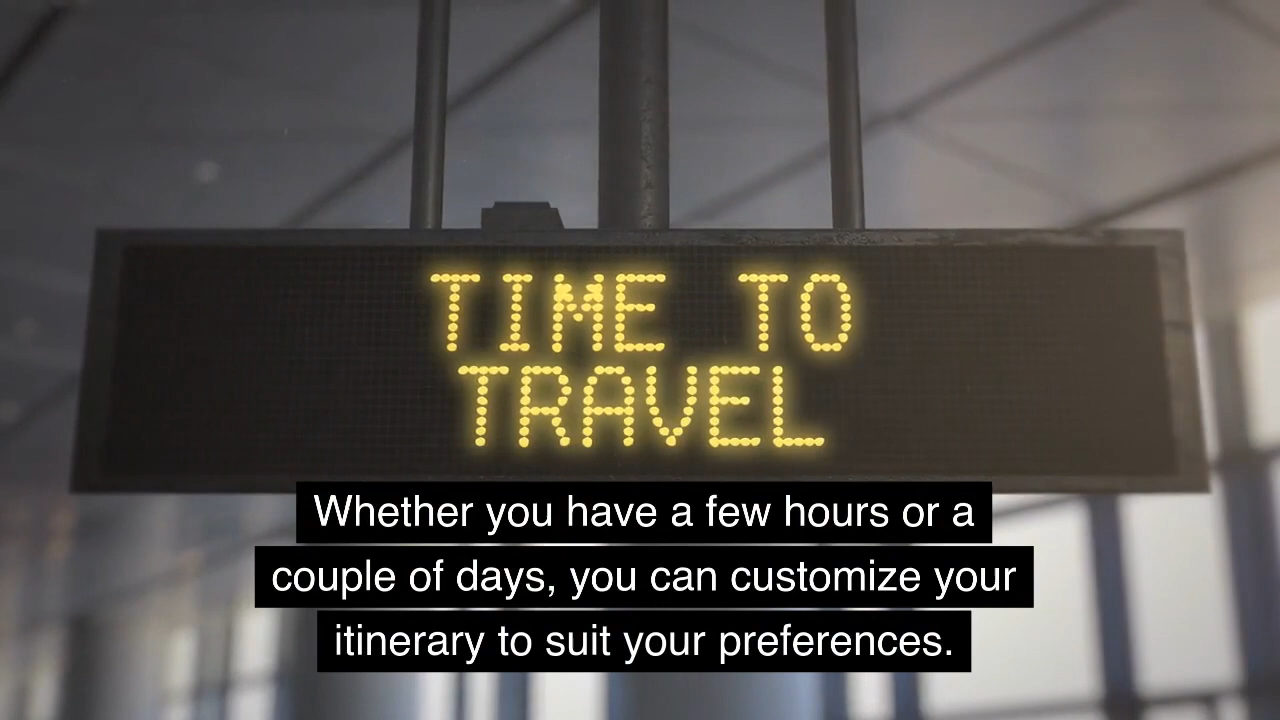 TIME TO
TRAVEL
Whether you have a few hours or a
couple of days, you can customize your
itinerary to suit your preferences.